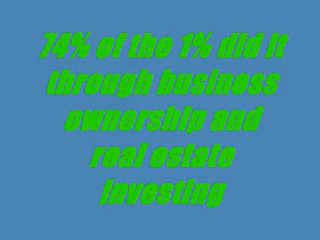 74% of the 1% did it
through business
ownership and
real estate
investing